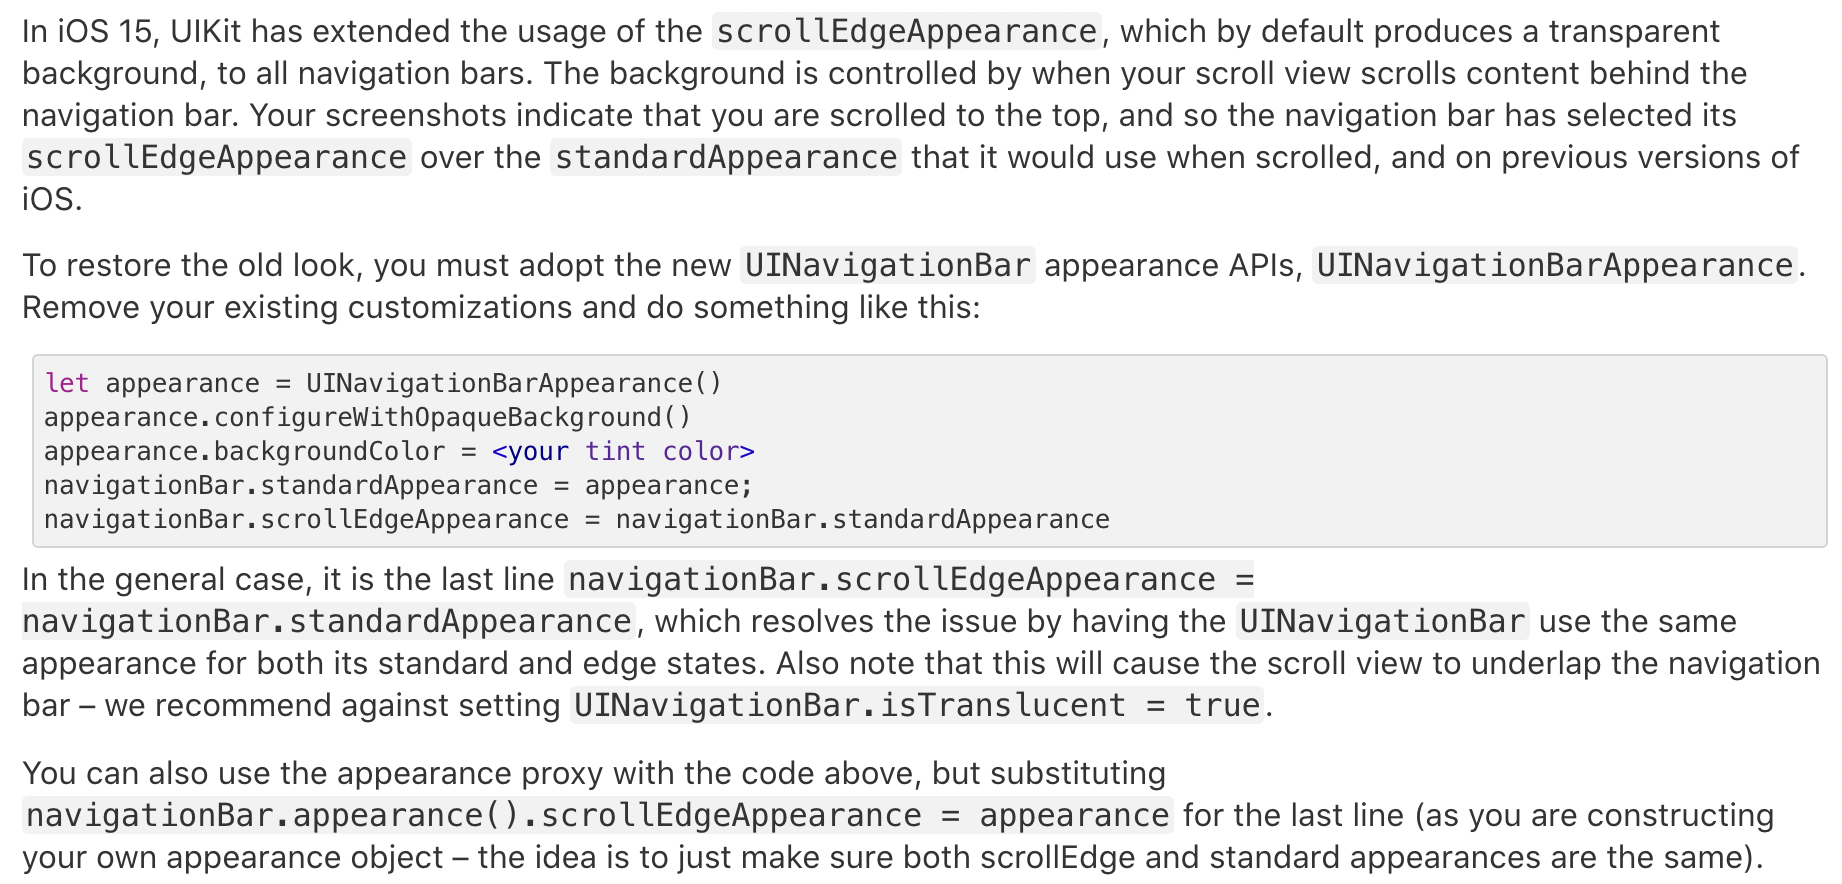 In iOS 15, UIKit has extended the usage of the scrollEdgeAppearance, which by default produces a transparent
background, to all navigation bars. The background is controlled by when your scroll view scrolls content behind the
navigation bar. Your screenshots indicate that you are scrolled to the top, and so the navigation bar has selected its
scrollEdgeAppearance over the standardAppearance that it would use when scrolled, and on previous versions of
iOS.
To restore the old look, you must adopt the new UINavigationBar appearance APIs, UINavigationBarAppearance.
Remove your existing customizations and do something like this:
let appearance = UINavigationBarAppearance()
appearance.configureWithOpaqueBackground()
appearance.backgroundColor = <your tint color>
navigationBar.standardAppearance = appearance;
navigationBar.scrollEdgeAppearance = navigationBar.standardAppearance
In the general case, it is the last line navigationBar.scrollEdgeAppearance =
navigationBar.standardAppearance, which resolves the issue by having the UINavigationBar use the same
appearance for both its standard and edge states. Also note that this will cause the scroll view to underlap the navigation
bar – we recommend against setting UINavigationBar.isTranslucent = true.
You can also use the appearance proxy with the code above, but substituting
navigationBar.appearance().scrollEdgeAppearance = appearance for the last line (as you are constructing
your own appearance object – the idea is to just make sure both scrollEdge and standard appearances are the same).